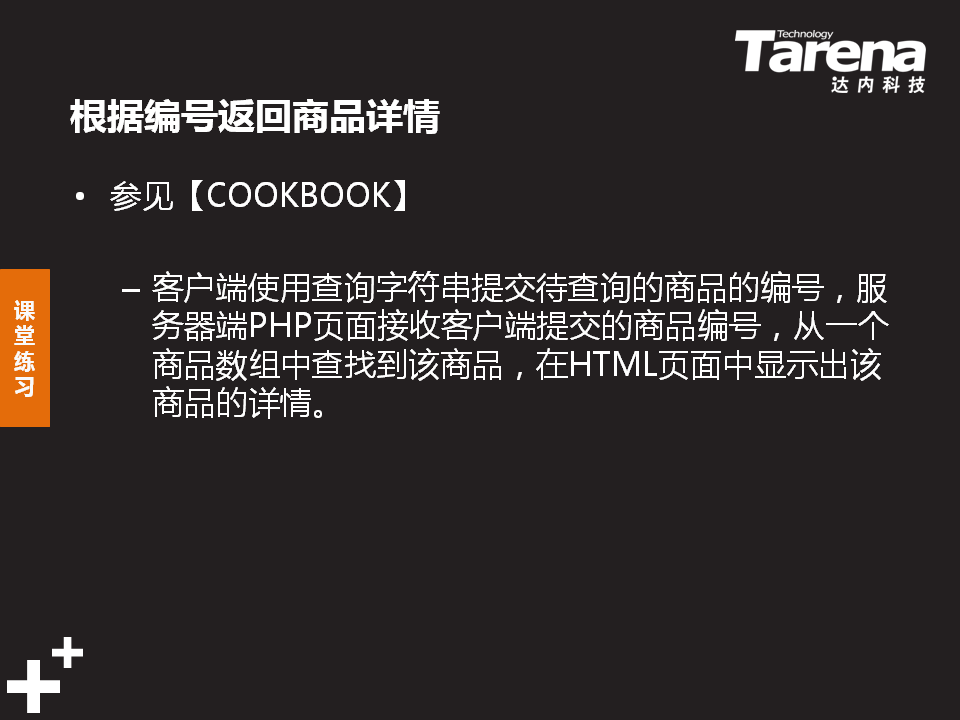 Technology
Tarena
达内科技
根据编号返回商品详情
• 参见【COOKBOOK】
– 客户端使用查询字符串提交待查询的商品的编号，服
务器端PHP页面接收客户端提交的商品编号，从一个
商品数组中查找到该商品，在HTML页面中显示出该
商品的详情。
课
堂
练
习